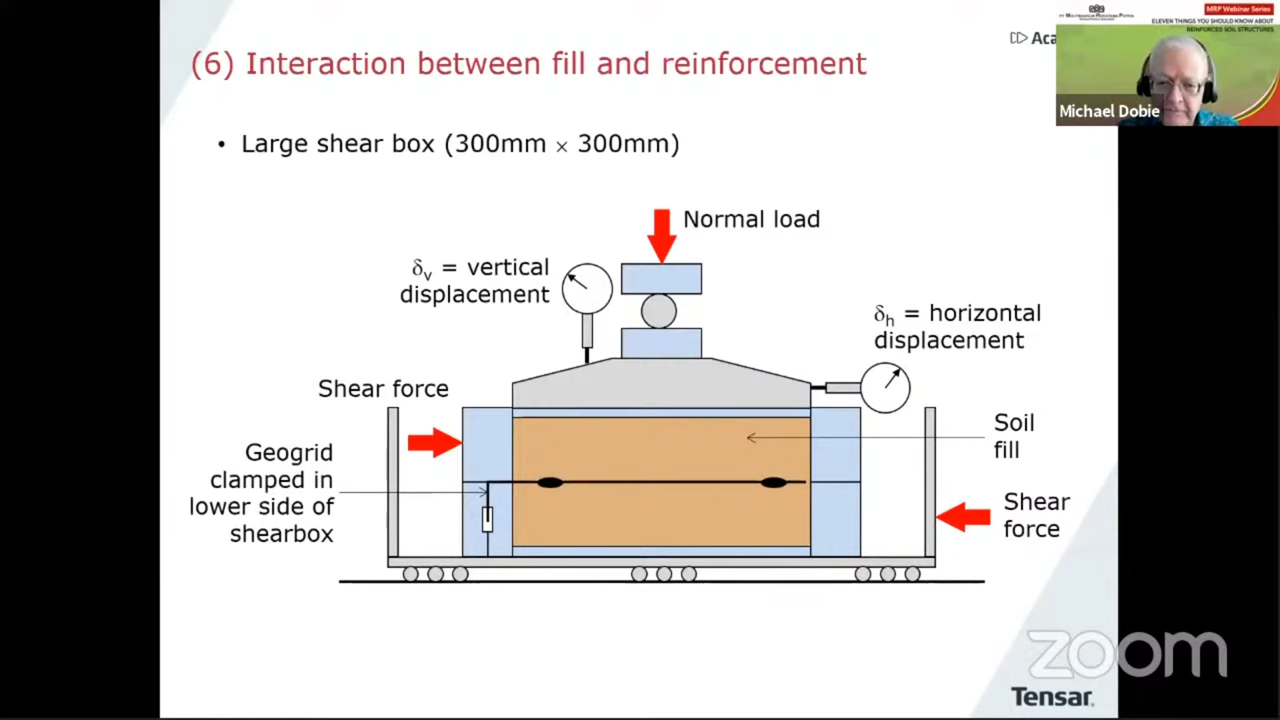 MRP Webinar Series
ELEVEN THINGS YOU SHOULD KNOW ABOUT
REINFORCED SOIL STRUCTURES
Aca
Michael Dobie
(6) Interaction between fill and reinforcement
• Large shear box (300mm × 300mm)
Normal load
δv = vertical
displacement
δh = horizontal
displacement
Shear force
Geogrid
clamped in
lower side of
shearbox
Soil
fill
Shear
force
zoom
Tensar